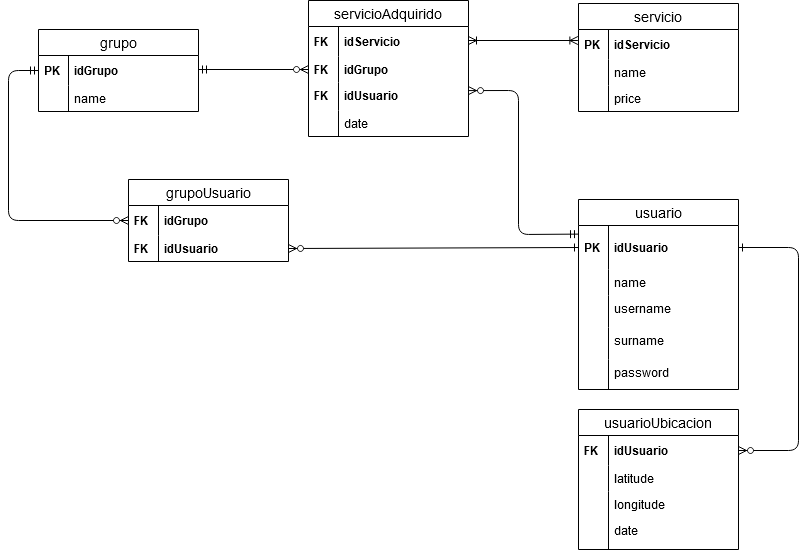 servicioAdquirido
FK idServicio
FK idGrupo
FK idUsuario
date
servicio
PK idServicio
name
price
grupo
PK idGrupo
name
grupoUsuario
FK idGrupo
FK idUsuario
usuario
PK idUsuario
name
username
surname
password
usuarioUbicacion
FK idUsuario
latitude
longitude
date